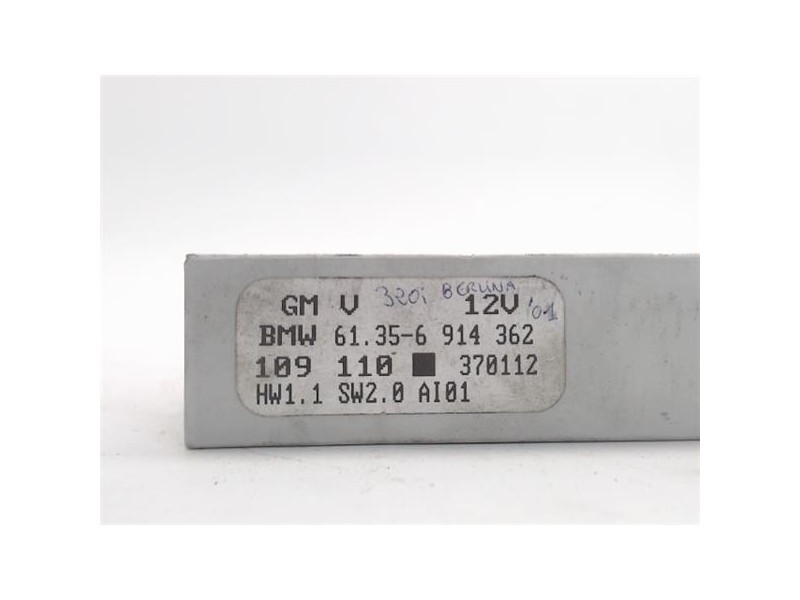 GM V 320i BERLINA 12V '01
BMW 61.35-6 914 362
109 110 370112
HW1.1 SW2.0 AI01